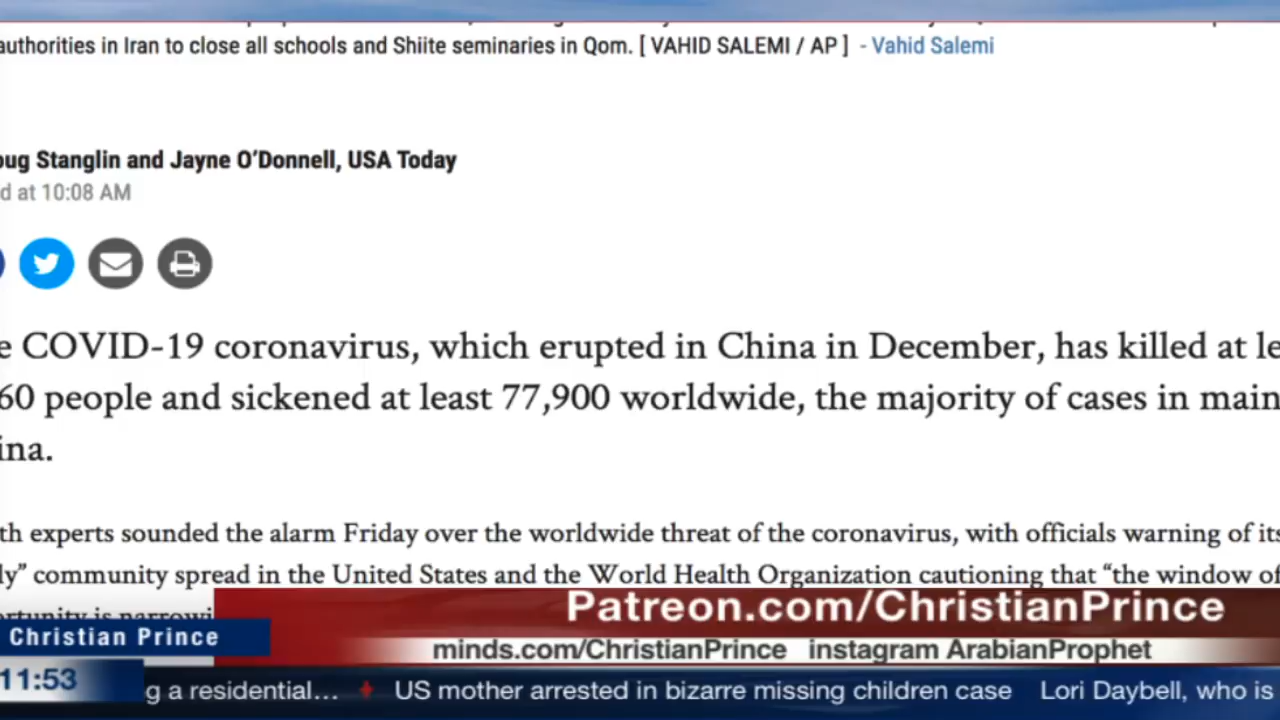 authorities in Iran to close all schools and Shiite seminaries in Qom. [ VAHID SALEMI / AP ] - Vahid Salemi
oug Stanglin and Jayne O'Donnell, USA Today
d at 10:08 AM
e COVID-19 coronavirus, which erupted in China in December, has killed at le
60 people and sickened at least 77,900 worldwide, the majority of cases in main
ina.
th experts sounded the alarm Friday over the worldwide threat of the coronavirus, with officials warning of its
ly” community spread in the United States and the World Health Organization cautioning that “the window of
Patreon.com/ChristianPrince
Christian Prince
minds.com/ChristianPrince instagram ArabianProphet
11:53
g a residential... US mother arrested in bizarre missing children case Lori Daybell, who is